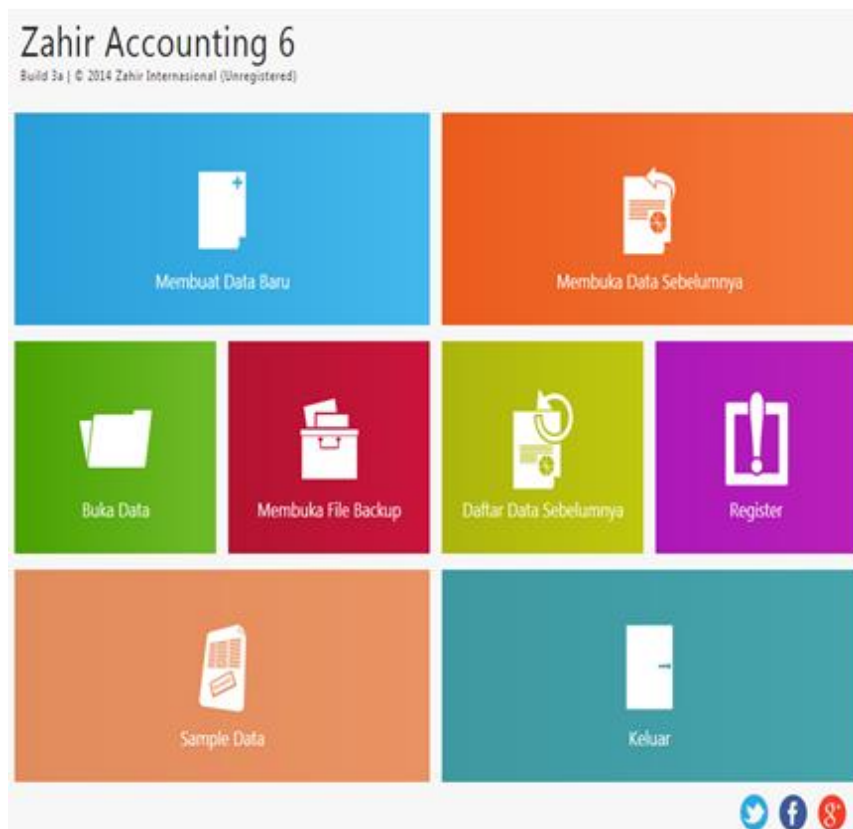 Zahir Accounting 6
Build 3a | © 2014 Zahir Internasional (Unregistered)
Membuat Data Baru
Membuka Data Sebelumnya
Buka Data
Membuka File Backup
Daftar Data Sebelumnya
Register
Sample Data
Keluar